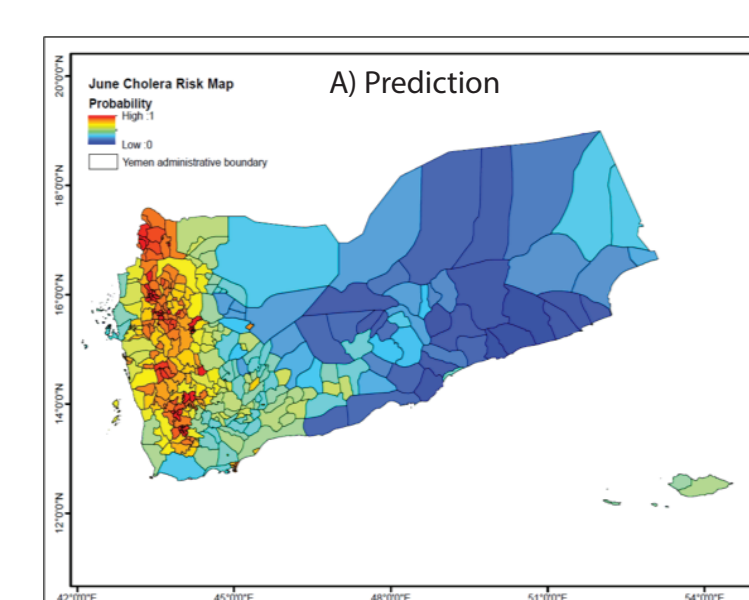 A) Prediction
June Cholera Risk Map
Probability
High :1
Low :0
Yemen administrative boundary
20°0'0"N
18°0'0"N
16°0'0"N
14°0'0"N
12°0'0"N
42°0'0"E
45°0'0"E
48°0'0"E
51°0'0"E
54°0'0"E